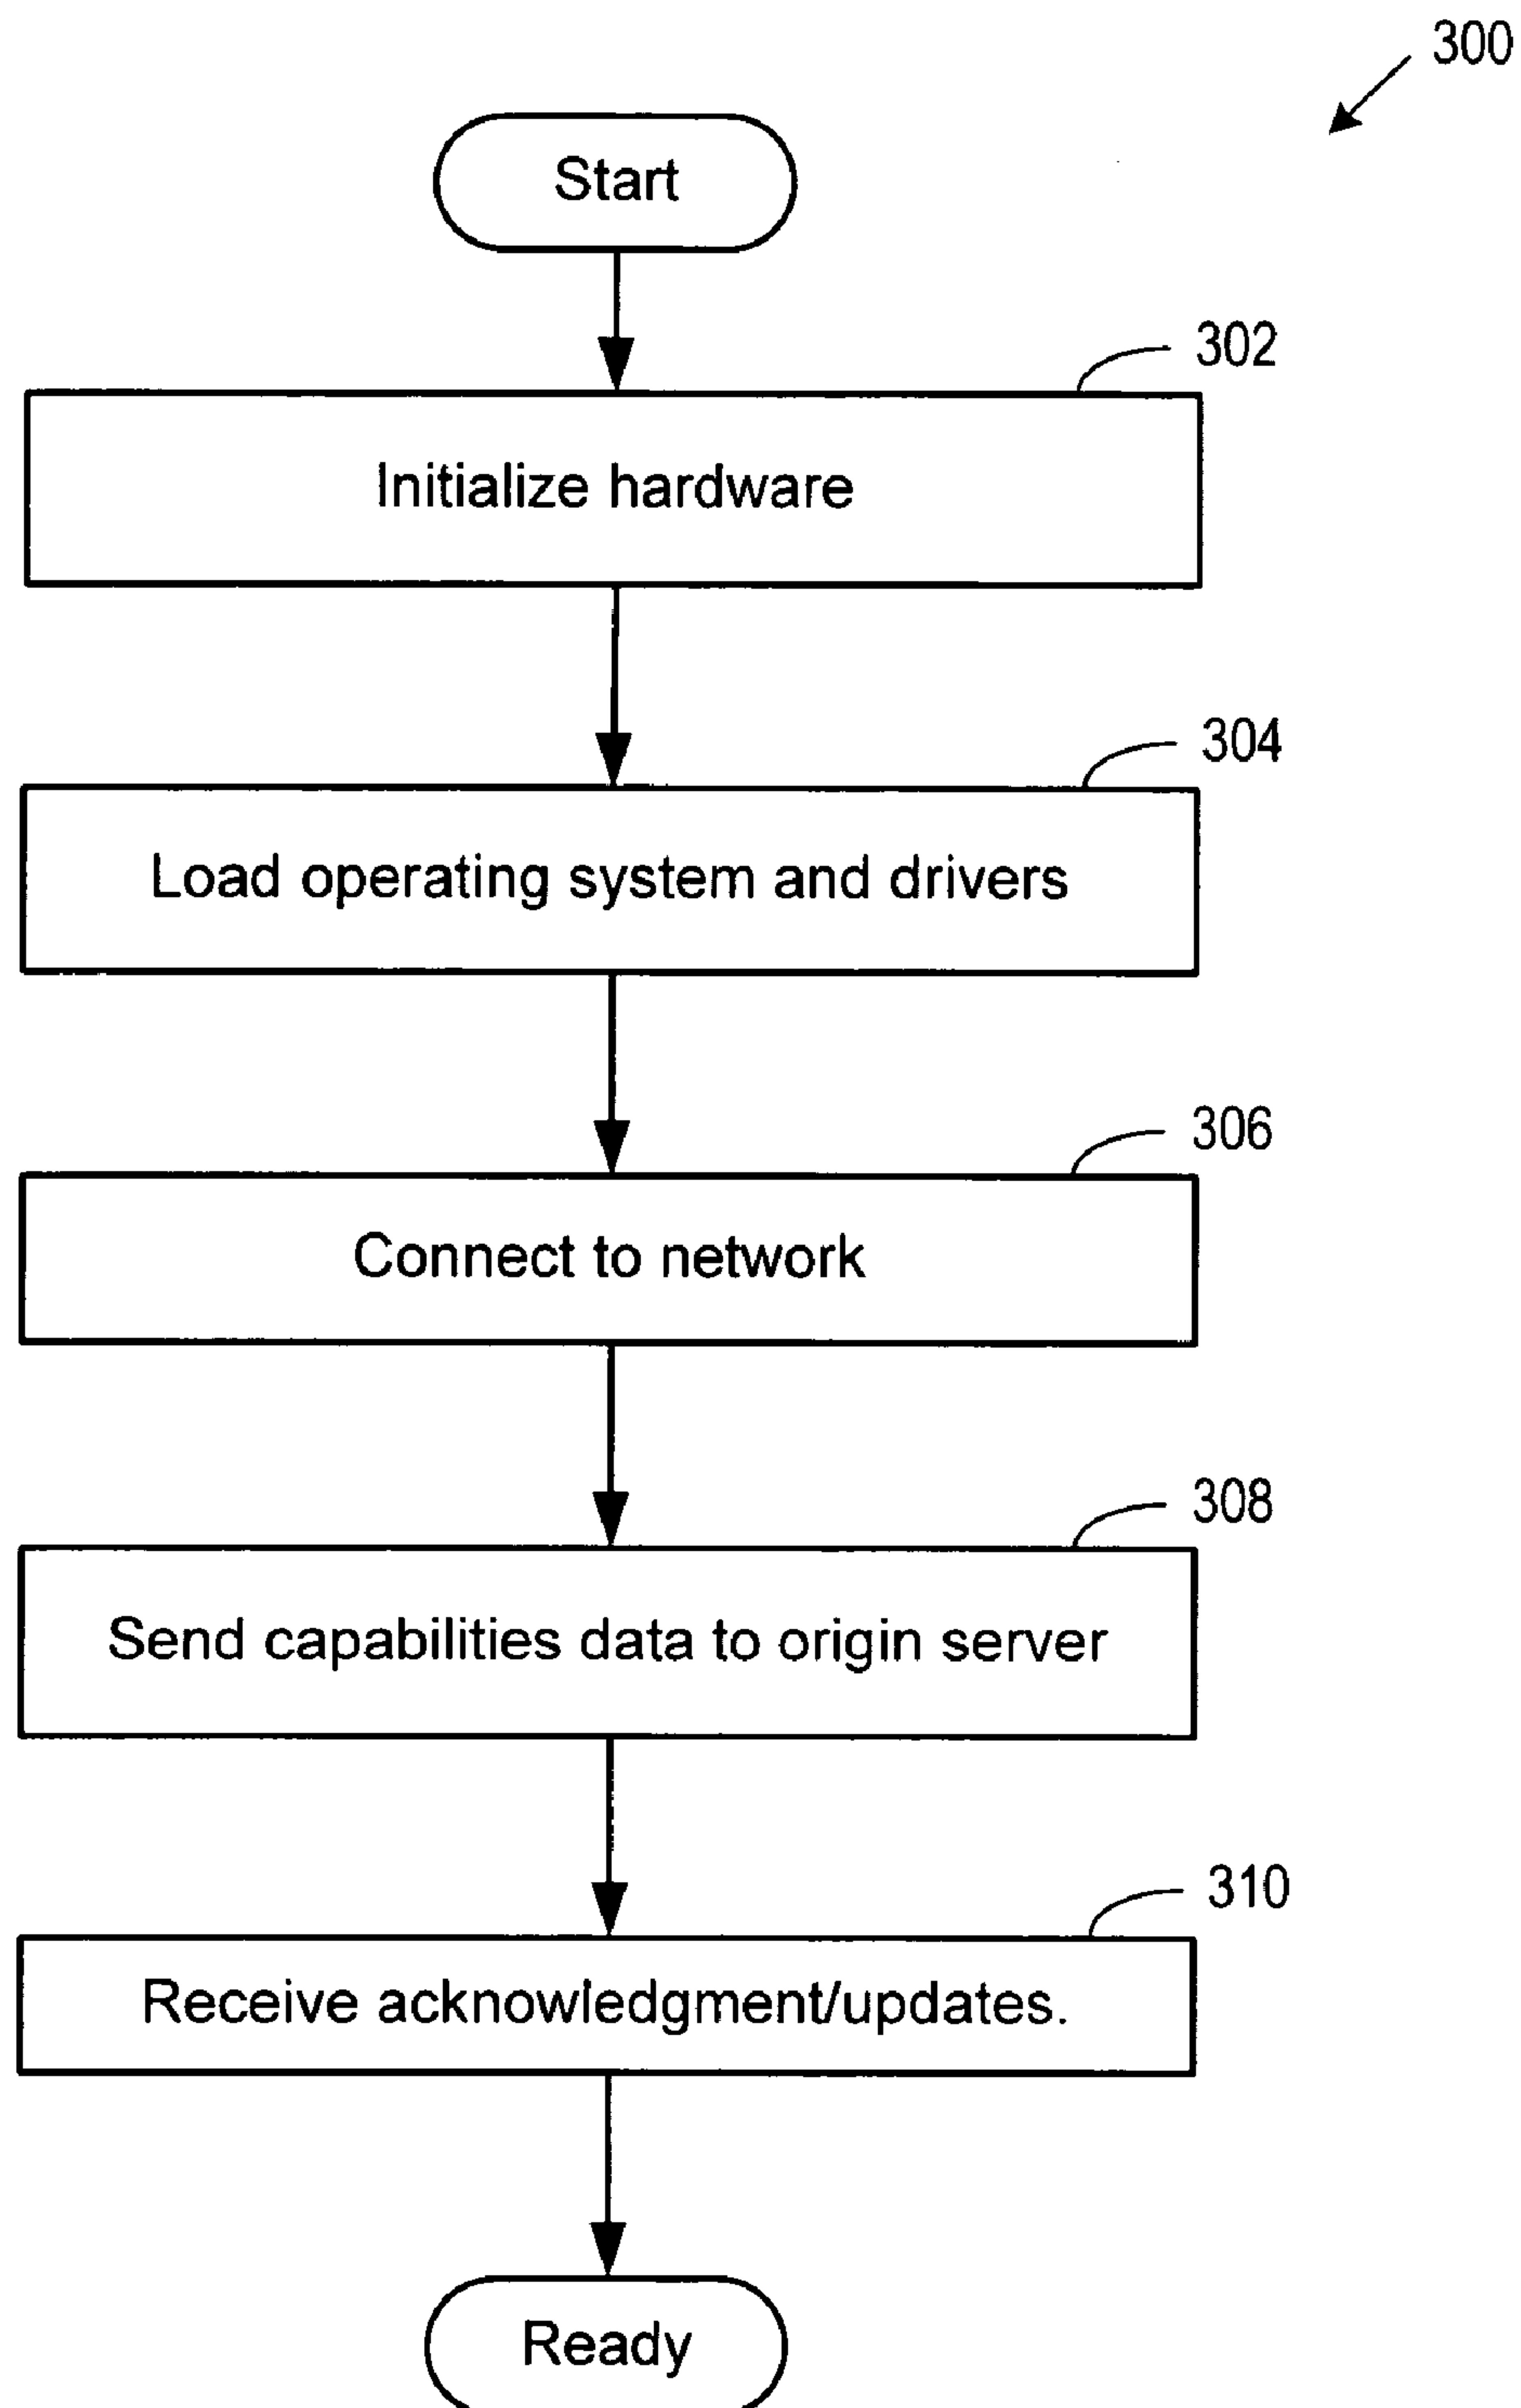 300
Start
302
Initialize hardware
304
Load operating system and drivers
306
Connect to network
308
Send capabilities data to origin server
310
Receive acknowledgment/updates.
Ready